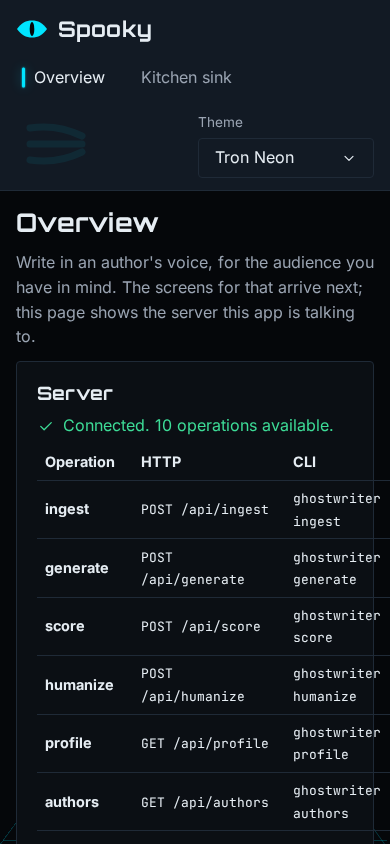 Spooky
Overview Kitchen sink
Theme
Tron Neon
Overview
Write in an author's voice, for the audience you
have in mind. The screens for that arrive next;
this page shows the server this app is talking
to.
Server
Connected. 10 operations available.
Operation HTTP CLI
ingest POST /api/ingest ghostwriter
ingest
generate POST ghostwriter
/api/generate generate
score POST /api/score ghostwriter
score
humanize POST ghostwriter
/api/humanize humanize
profile GET /api/profile ghostwriter
profile
authors GET /api/authors ghostwriter
authors